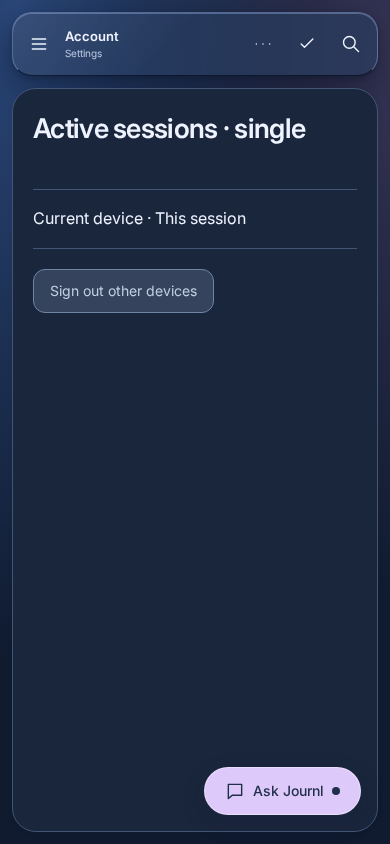 Account
Settings
Active sessions · single
Current device · This session
Sign out other devices
Ask Journl